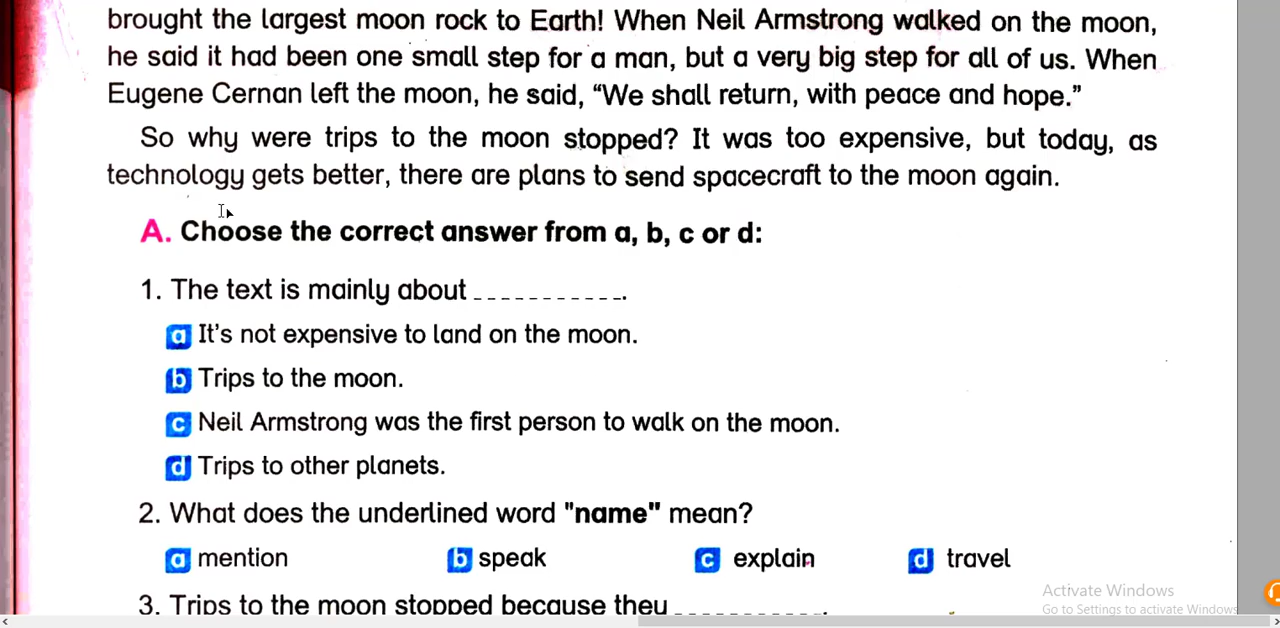 brought the largest moon rock to Earth! When Neil Armstrong walked on the moon,
he said it had been one small step for a man, but a very big step for all of us. When
Eugene Cernan left the moon, he said, “We shall return, with peace and hope.”
So why were trips to the moon stopped? It was too expensive, but today, as
technology gets better, there are plans to send spacecraft to the moon again.
A. Choose the correct answer from a, b, c or d:
1. The text is mainly about ___________.
a It’s not expensive to land on the moon.
b Trips to the moon.
c Neil Armstrong was the first person to walk on the moon.
d Trips to other planets.
2. What does the underlined word "name" mean?
a mention b speak c explain d travel
3. Trips to the moon stopped because they ___________.
Activate Windows
Go to Settings to activate Windows